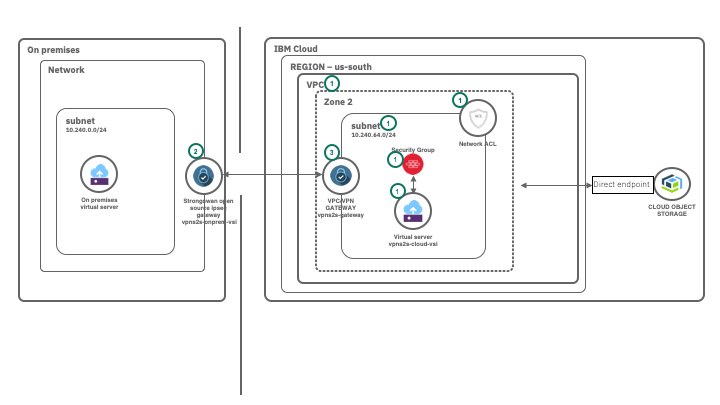 On premises
Network
subnet
10.240.0.0/24
On premises
virtual server
2
Strongswan open
source ipsec
gateway
vpns2s-onprem-vsi
IBM Cloud
REGION – us-south
VPC
1
Zone 2
subnet
1
10.240.64.0/24
1
ACL
Network ACL
Security Group
1
3
VPC VPN
GATEWAY
vpns2s-gateway
1
Virtual server
vpns2s-cloud-vsi
Direct endpoint
CLOUD OBJECT
STORAGE